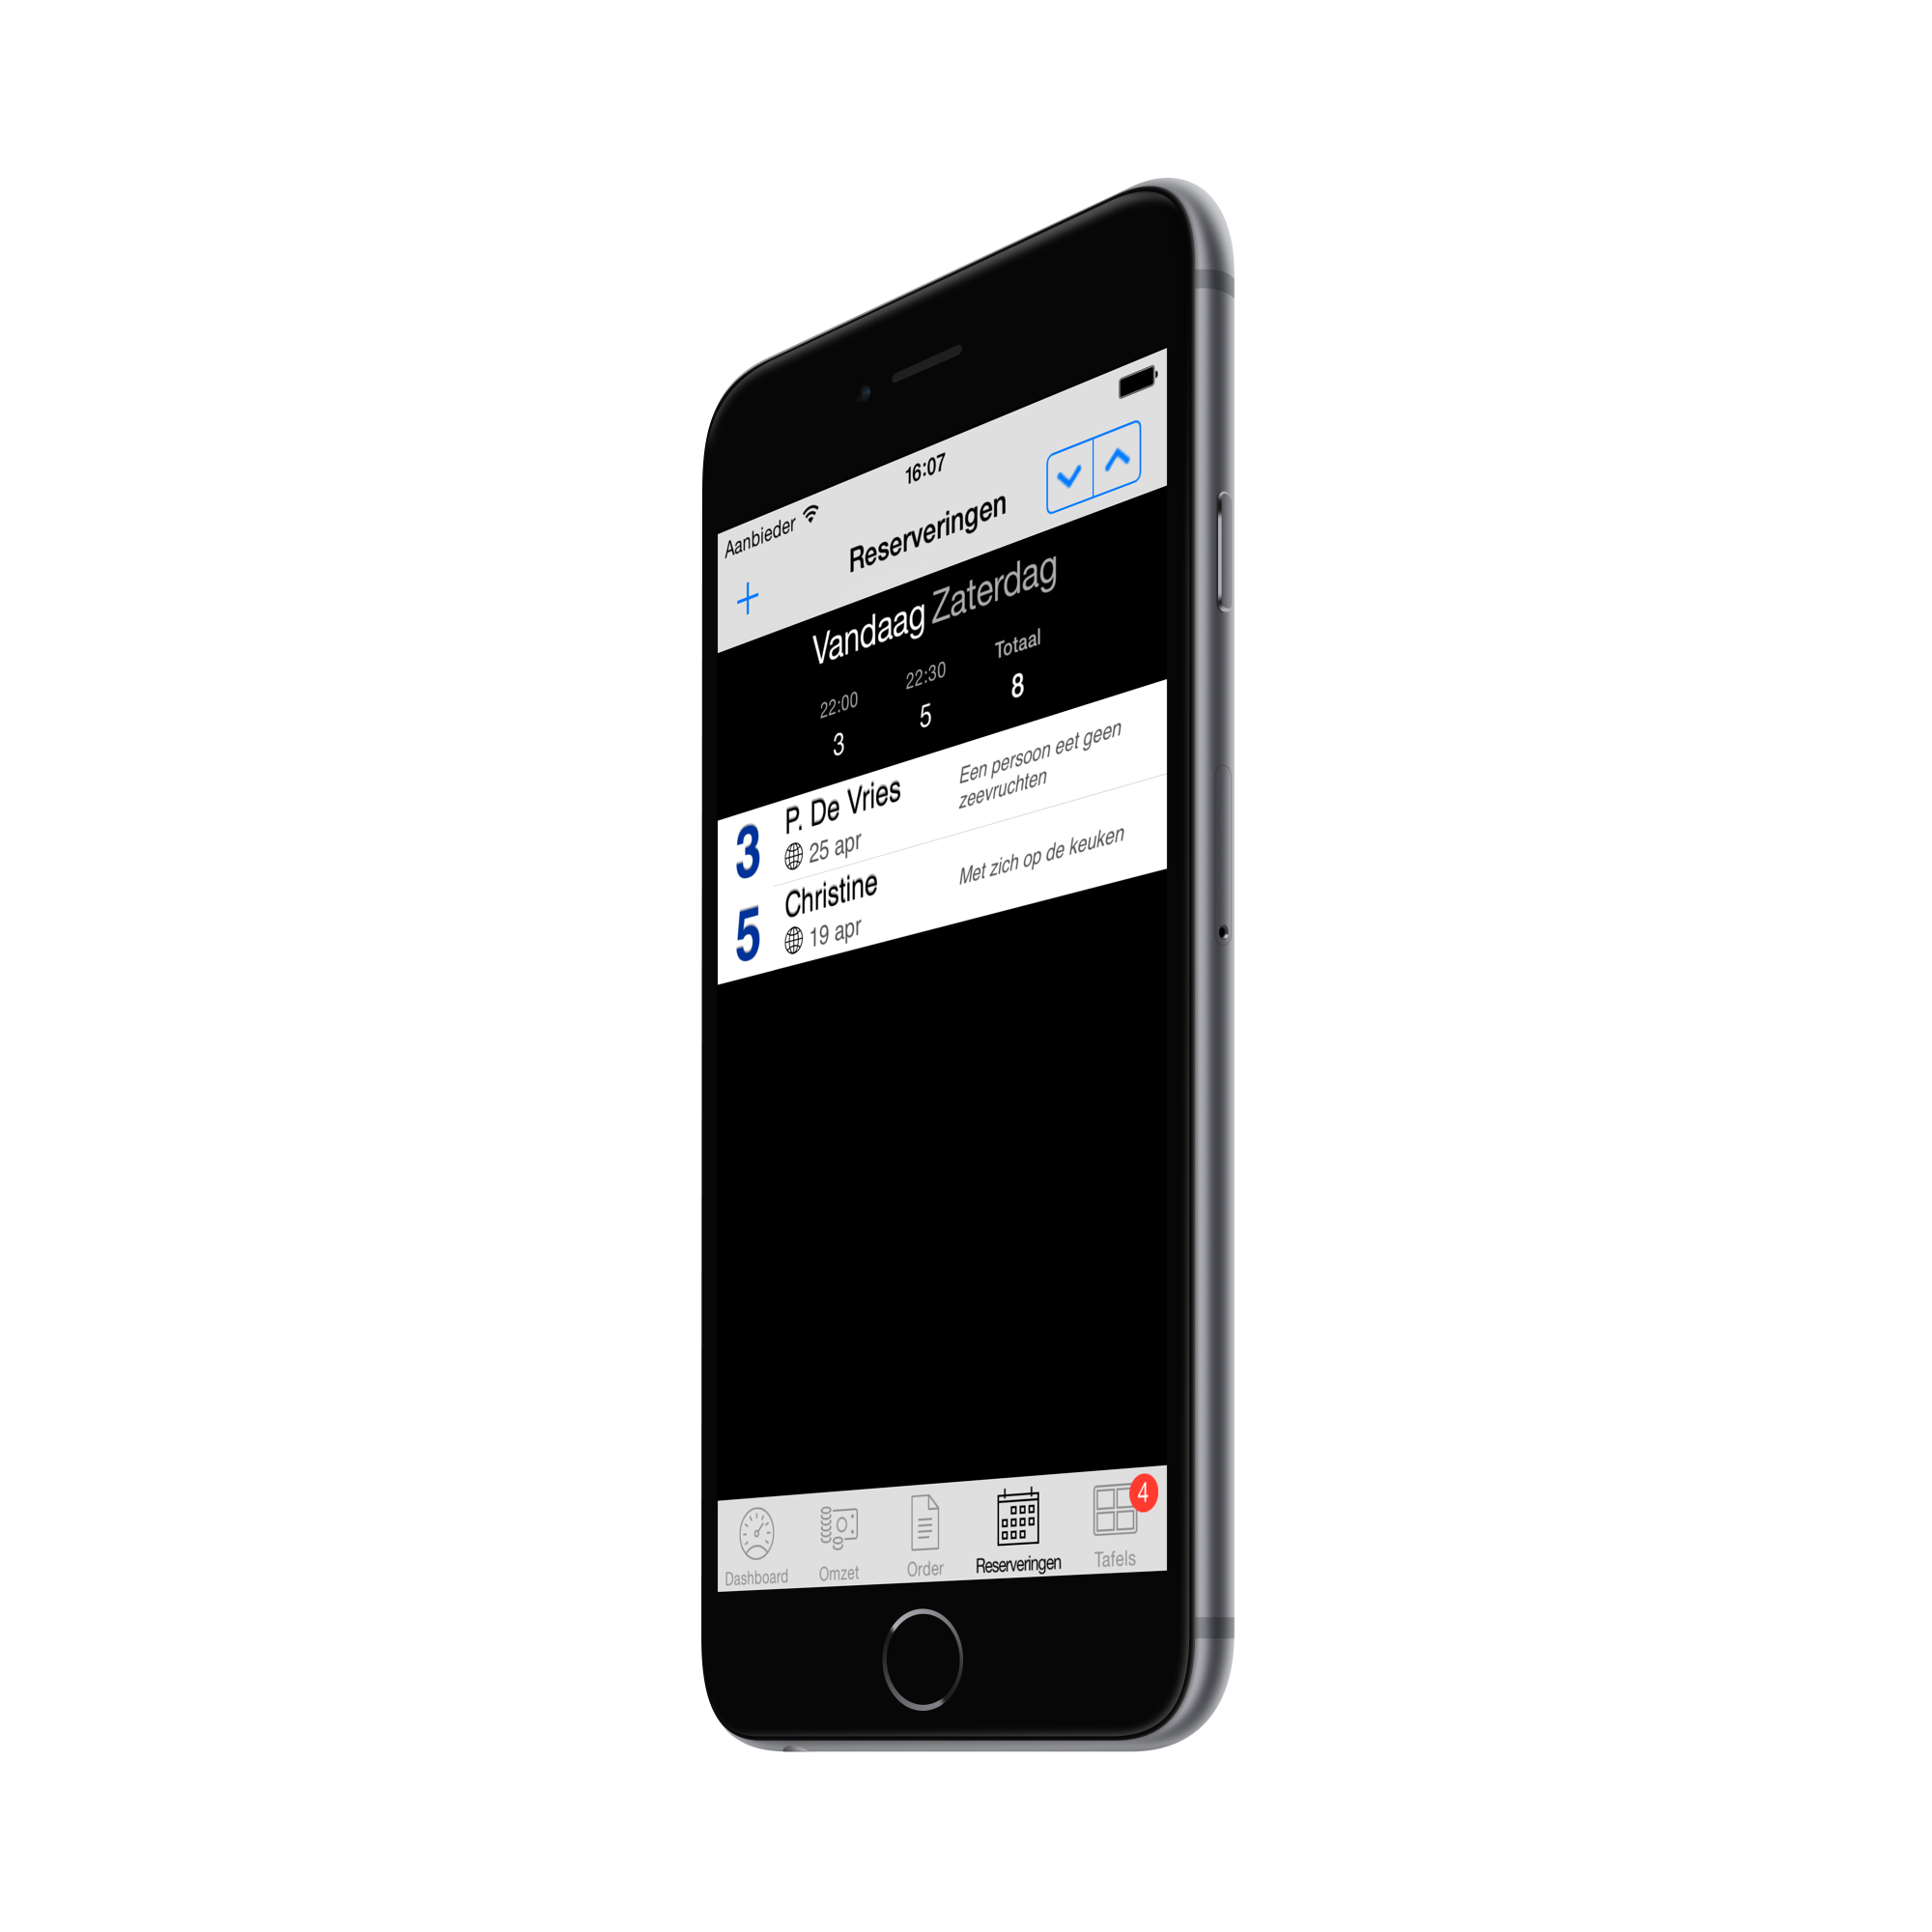 Aanbieder 16:07
Reserveringen
Vandaag Zaterdag
22:00 22:30 Totaal
3 5 8
3 P. De Vries Een persoon eet geen
25 apr zeevruchten
5 Christine Met zich op de keuken
19 apr
4
Dashboard Omzet Order Reserveringen Tafels